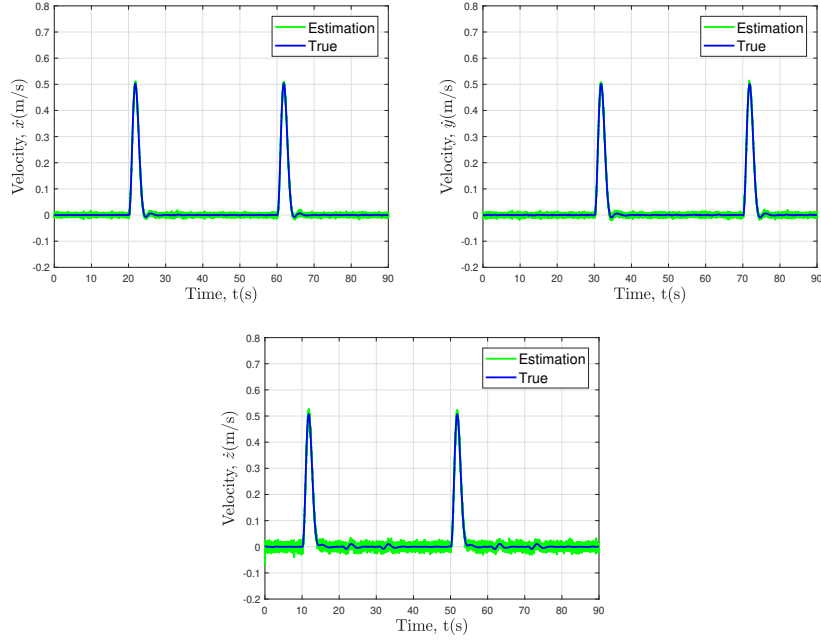 0.8
0.7
0.6
0.5
0.4
0.3
0.2
0.1
0
-0.1
-0.2
Velocity, ẋ(m/s)
Estimation
True
0 10 20 30 40 50 60 70 80 90
Time, t(s)
0.8
0.7
0.6
0.5
0.4
0.3
0.2
0.1
0
-0.1
-0.2
Velocity, ẏ(m/s)
Estimation
True
0 10 20 30 40 50 60 70 80 90
Time, t(s)
0.8
0.7
0.6
0.5
0.4
0.3
0.2
0.1
0
-0.1
-0.2
Velocity, ż(m/s)
Estimation
True
0 10 20 30 40 50 60 70 80 90
Time, t(s)